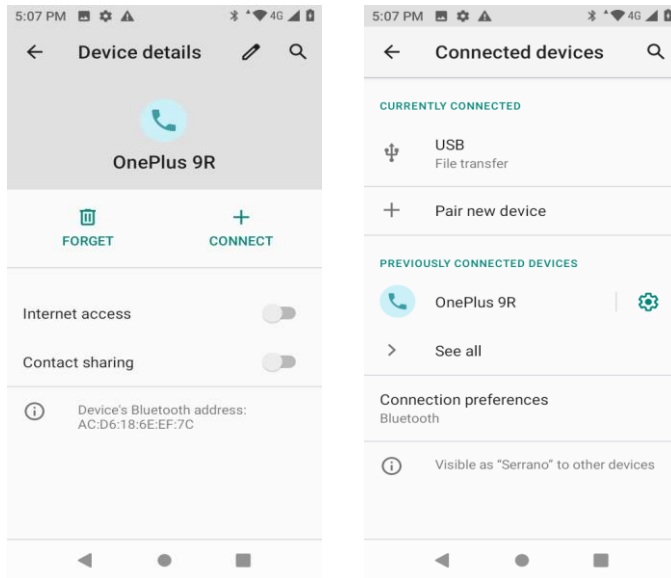 5:07 PM 4G
Device details
OnePlus 9R
FORGET
CONNECT
Internet access
Contact sharing
Device's Bluetooth address:
AC:D6:18:6E:EF:7C
5:07 PM 4G
Connected devices
CURRENTLY CONNECTED
USB
File transfer
Pair new device
PREVIOUSLY CONNECTED DEVICES
OnePlus 9R
See all
Connection preferences
Bluetooth
Visible as “Serrano” to other devices